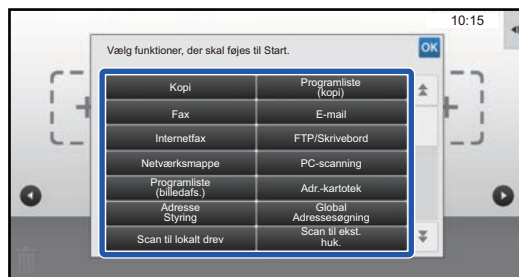 10:15
Vælg funktioner, der skal føjes til Start.
OK
Kopi
Programliste
(kopi)
Fax
E-mail
Internetfax
FTP/Skrivebord
Netværksmappe
PC-scanning
Programliste
(billedafs.)
Adr.-kartotek
Adresse
Styring
Global
Adressesøgning
Scan til lokalt drev
Scan til ekst.
huk.